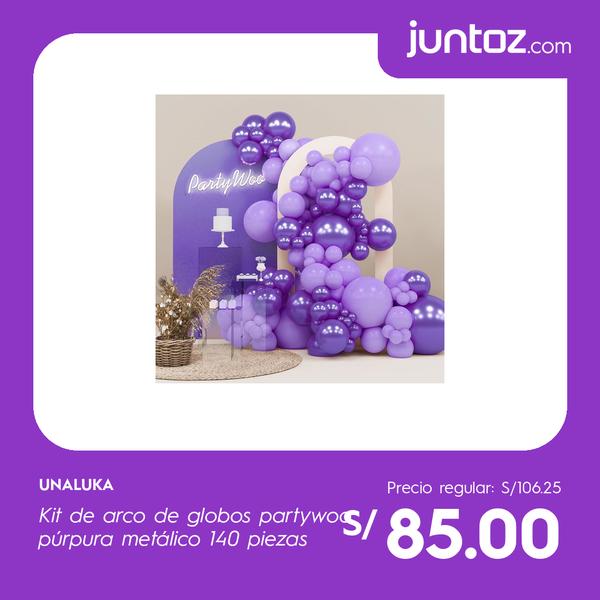 juntoz.com
PartyWoo
UNALUKA
Precio regular: S/106.25
Kit de arco de globos partywoo
S/ 85.00
púrpura metálico 140 piezas